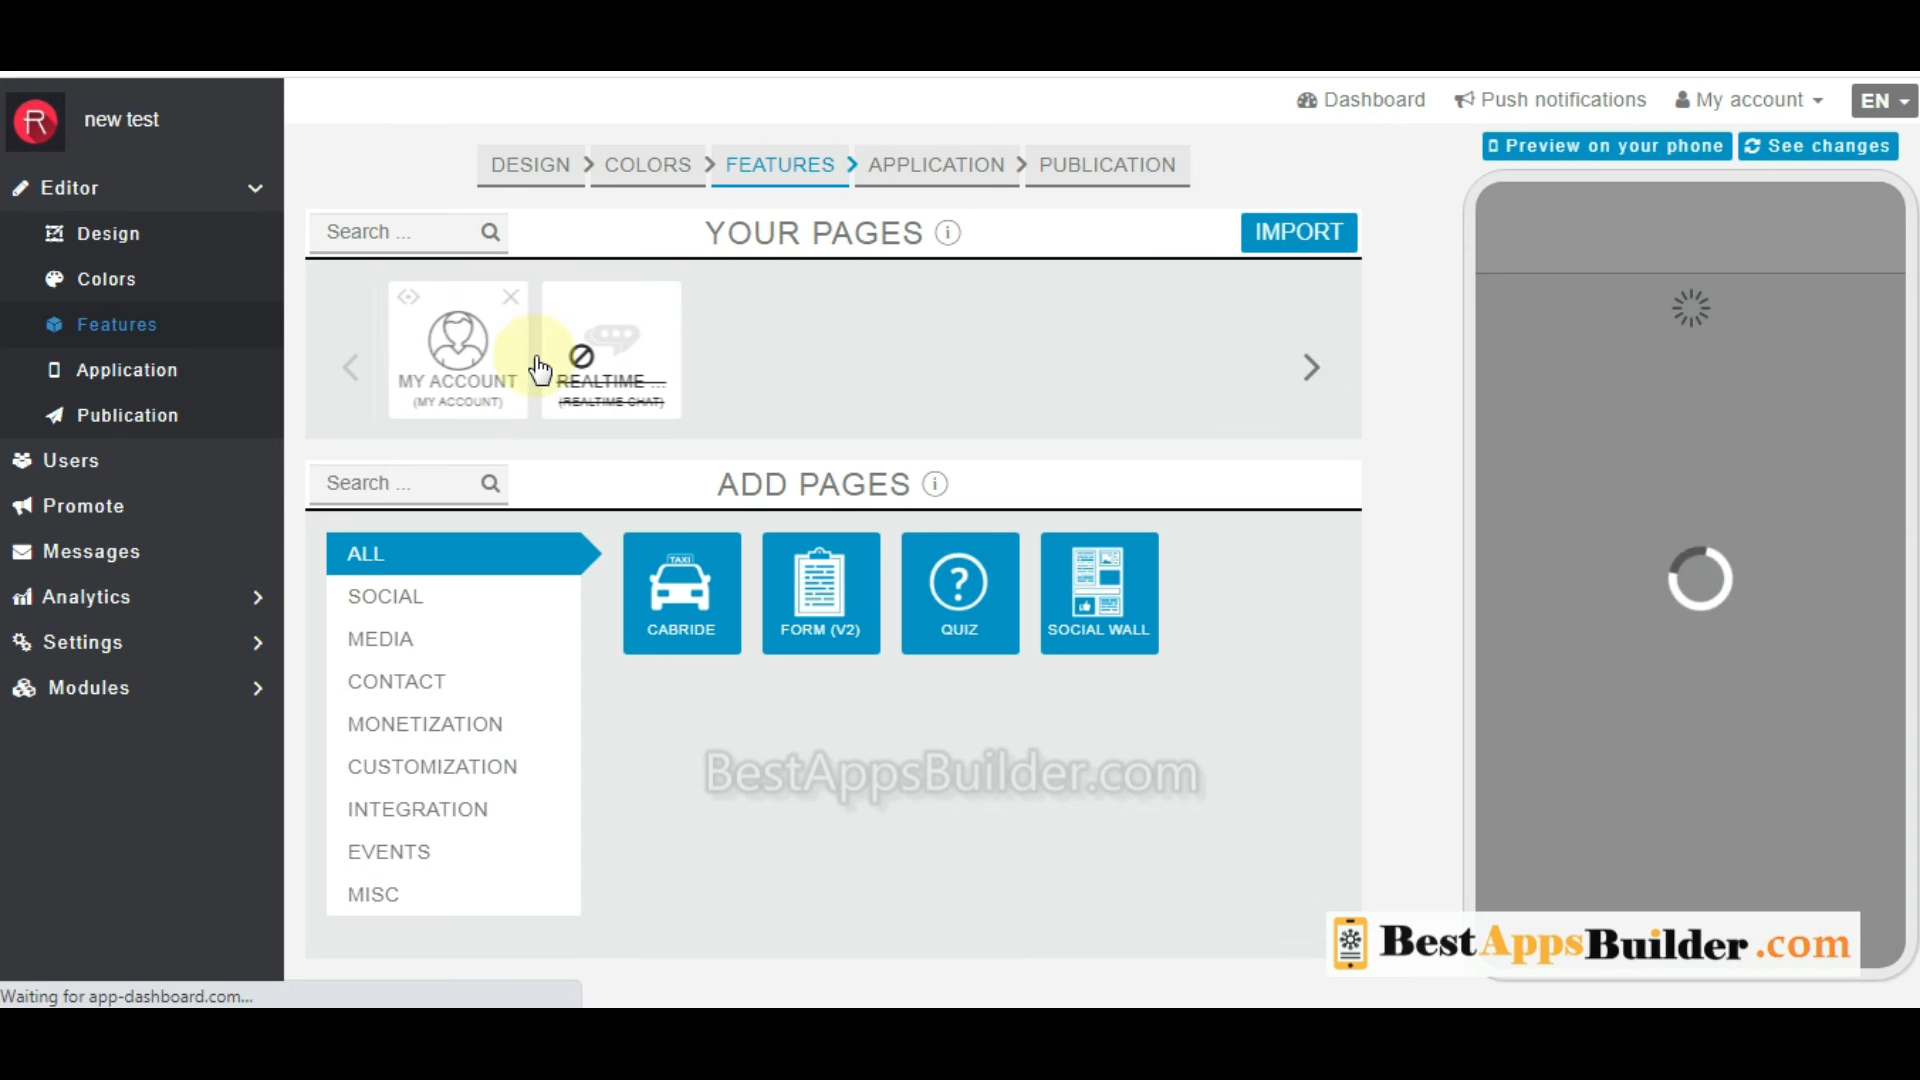 new test
Dashboard
Push notifications
My account
EN
Preview on your phone
See changes
Editor
Design
Colors
Features
Application
Publication
Users
Promote
Messages
Analytics
Settings
Modules
DESIGN
COLORS
FEATURES
APPLICATION
PUBLICATION
Search ...
YOUR PAGES
IMPORT
MY ACCOUNT
(MY ACCOUNT)
REALTIME ...
(REALTIME CHAT)
Search ...
ADD PAGES
ALL
SOCIAL
MEDIA
CONTACT
MONETIZATION
CUSTOMIZATION
INTEGRATION
EVENTS
MISC
TAXI
CABRIDE
FORM (V2)
QUIZ
SOCIAL WALL
BestAppsBuilder.com
BestAppsBuilder.com
Waiting for app-dashboard.com...